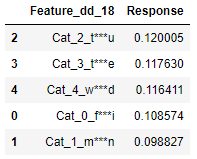 Feature_dd_18 Response
2 Cat_2_t***u 0.120005
3 Cat_3_t***e 0.117630
4 Cat_4_w***d 0.116411
0 Cat_0_f***i 0.108574
1 Cat_1_m***n 0.098827